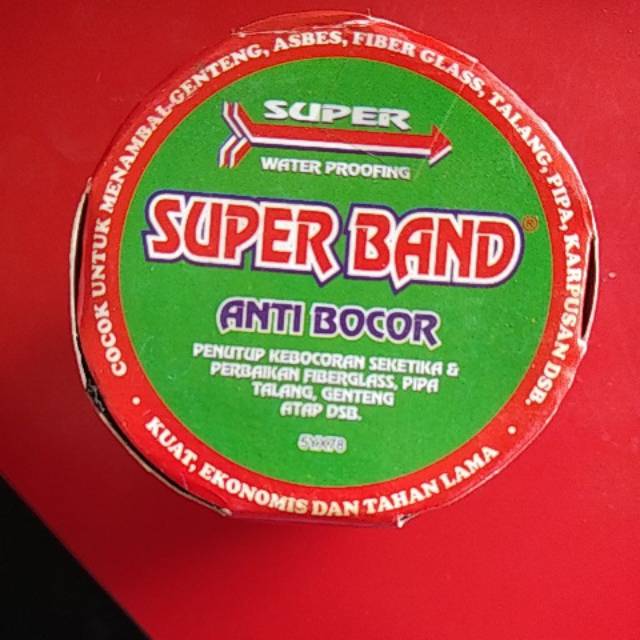 COCOK UNTUK MENAMBAL GENTENG, ASBES, FIBER GLASS, TALANG, PIPA, KARPUSAN DSB.
SUPER
WATER PROOFING
SUPER BAND®
ANTI BOCOR
PENUTUP KEBOCORAN SEKETIKA &
PERBAIKAN FIBERGLASS, PIPA
TALANG, GENTENG
ATAP DSB.
KUAT, EKONOMIS DAN TAHAN LAMA